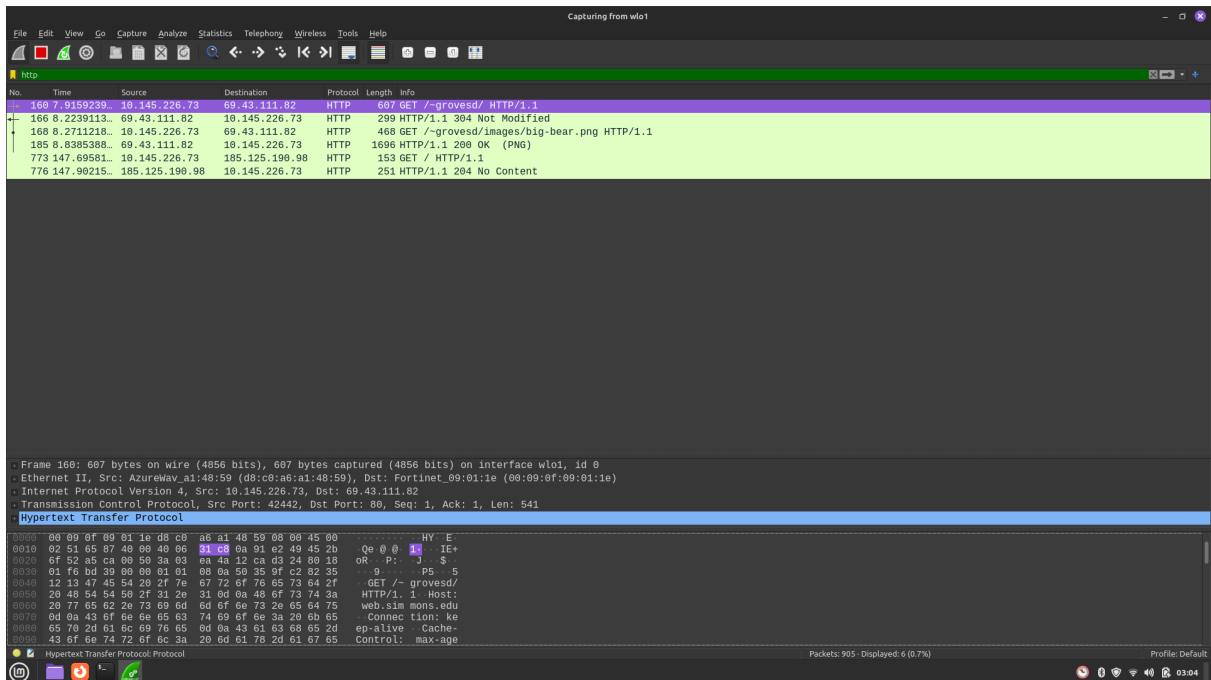 Capturing from wlo1
File Edit View Go Capture Analyze Statistics Telephony Wireless Tools Help
http
No. Time Source Destination Protocol Length Info
160 7.9159239… 10.145.226.73 69.43.111.82 HTTP 607 GET /~grovesd/ HTTP/1.1
166 8.2239113… 69.43.111.82 10.145.226.73 HTTP 299 HTTP/1.1 304 Not Modified
168 8.2711218… 10.145.226.73 69.43.111.82 HTTP 468 GET /~grovesd/images/big-bear.png HTTP/1.1
185 8.8385388… 69.43.111.82 10.145.226.73 HTTP 1696 HTTP/1.1 200 OK (PNG)
773 147.69581… 10.145.226.73 185.125.190.98 HTTP 153 GET / HTTP/1.1
776 147.90215… 185.125.190.98 10.145.226.73 HTTP 251 HTTP/1.1 204 No Content
Frame 160: 607 bytes on wire (4856 bits), 607 bytes captured (4856 bits) on interface wlo1, id 0
Ethernet II, Src: AzureWav_a1:48:59 (d8:c0:a6:a1:48:59), Dst: Fortinet_09:01:1e (00:09:0f:09:01:1e)
Internet Protocol Version 4, Src: 10.145.226.73, Dst: 69.43.111.82
Transmission Control Protocol, Src Port: 42442, Dst Port: 80, Seq: 1, Ack: 1, Len: 541
Hypertext Transfer Protocol
0000 00 09 0f 09 01 1e d8 c0 a6 a1 48 59 08 00 45 00 ········ ··HY··E·
0010 02 51 65 87 40 00 40 06 31 c8 0a 91 e2 49 45 2b ·Qe·@·@· 1····IE+
0020 6f 52 a5 ca 00 50 3a 03 ea 4a 12 ca d3 24 80 18 oR···P:· ·J···$··
0030 01 f6 bd 39 00 00 01 01 08 0a 50 35 9f c2 82 35 ···9···· ··P5···5
0040 12 13 47 45 54 20 2f 7e 67 72 6f 76 65 73 64 2f ··GET /~ grovesd/
0050 20 48 54 54 50 2f 31 2e 31 0d 0a 48 6f 73 74 3a HTTP/1. 1··Host:
0060 20 77 65 62 2e 73 69 6d 6d 6f 6e 73 2e 65 64 75 web.sim mons.edu
0070 0d 0a 43 6f 6e 6e 65 63 74 69 6f 6e 3a 20 6b 65 ··Connec tion: ke
0080 65 70 2d 61 6c 69 76 65 0d 0a 43 61 63 68 65 2d ep-alive ··Cache-
0090 43 6f 6e 74 72 6f 6c 3a 20 6d 61 78 2d 61 67 65 Control: max-age
Hypertext Transfer Protocol: Protocol Packets: 905 · Displayed: 6 (0.7%) Profile: Default
03:04